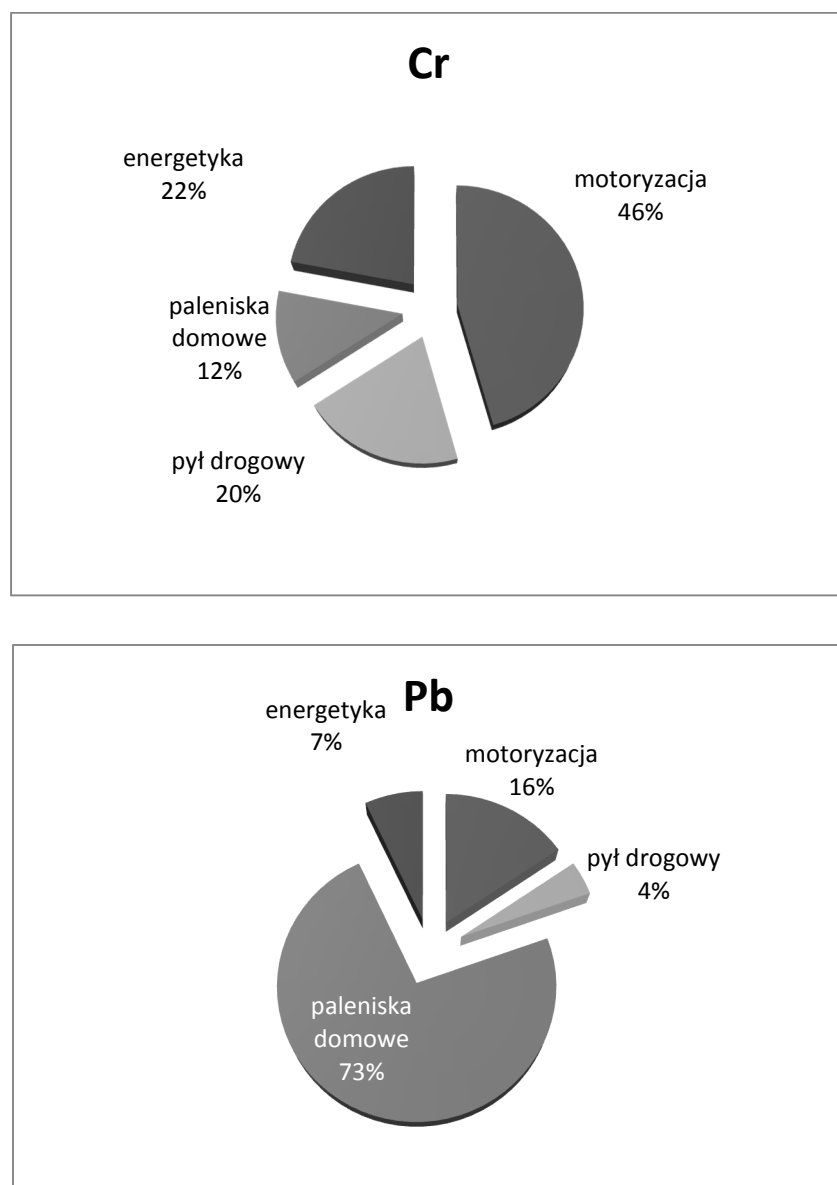 Cr
energetyka
22%
motoryzacja
46%
paleniska
domowe
12%
pył drogowy
20%
Pb
energetyka
7%
motoryzacja
16%
pył drogowy
4%
paleniska
domowe
73%